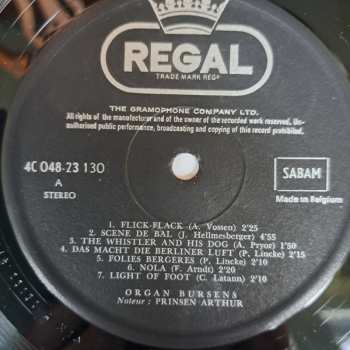 REGAL
TRADE MARK REGD
THE GRAMOPHONE COMPANY LTD.
All rights of the manufacturer and of the owner of the recorded work reserved. Un-
authorised public performance, broadcasting and copying of this record prohibited.
4C 048-23 130
A
STEREO
SABAM
Made in Belgium
1. FLICK-FLACK (A. Vossen) 2'25
2. SCENE DE BAL (J. Hellmesberger) 4'55
3. THE WHISTLER AND HIS DOG (A. Pryor) 1'50
4. DAS MACHT DIE BERLINER LUFT (P. Lincke) 2'15
5. FOLIES BERGERES (P. Lincke) 2'20
6. NOLA (F. Arndt) 2'20
7. LIGHT OF FOOT (C. Latann) 2'10
ORGAN BURSENS
Noteur : PRINSEN ARTHUR